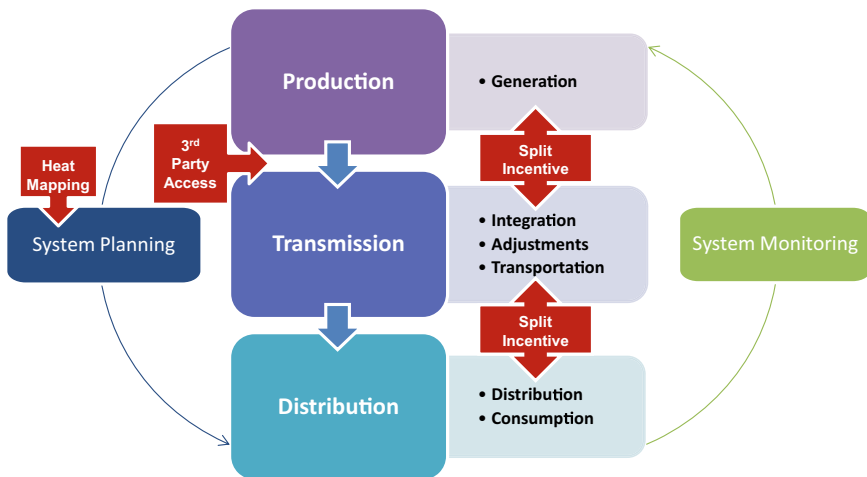 Production
• Generation
3rd
Party
Access
Split
Incentive
Heat
Mapping
System Planning
Transmission
• Integration
• Adjustments
• Transportation
System Monitoring
Split
Incentive
Distribution
• Distribution
• Consumption